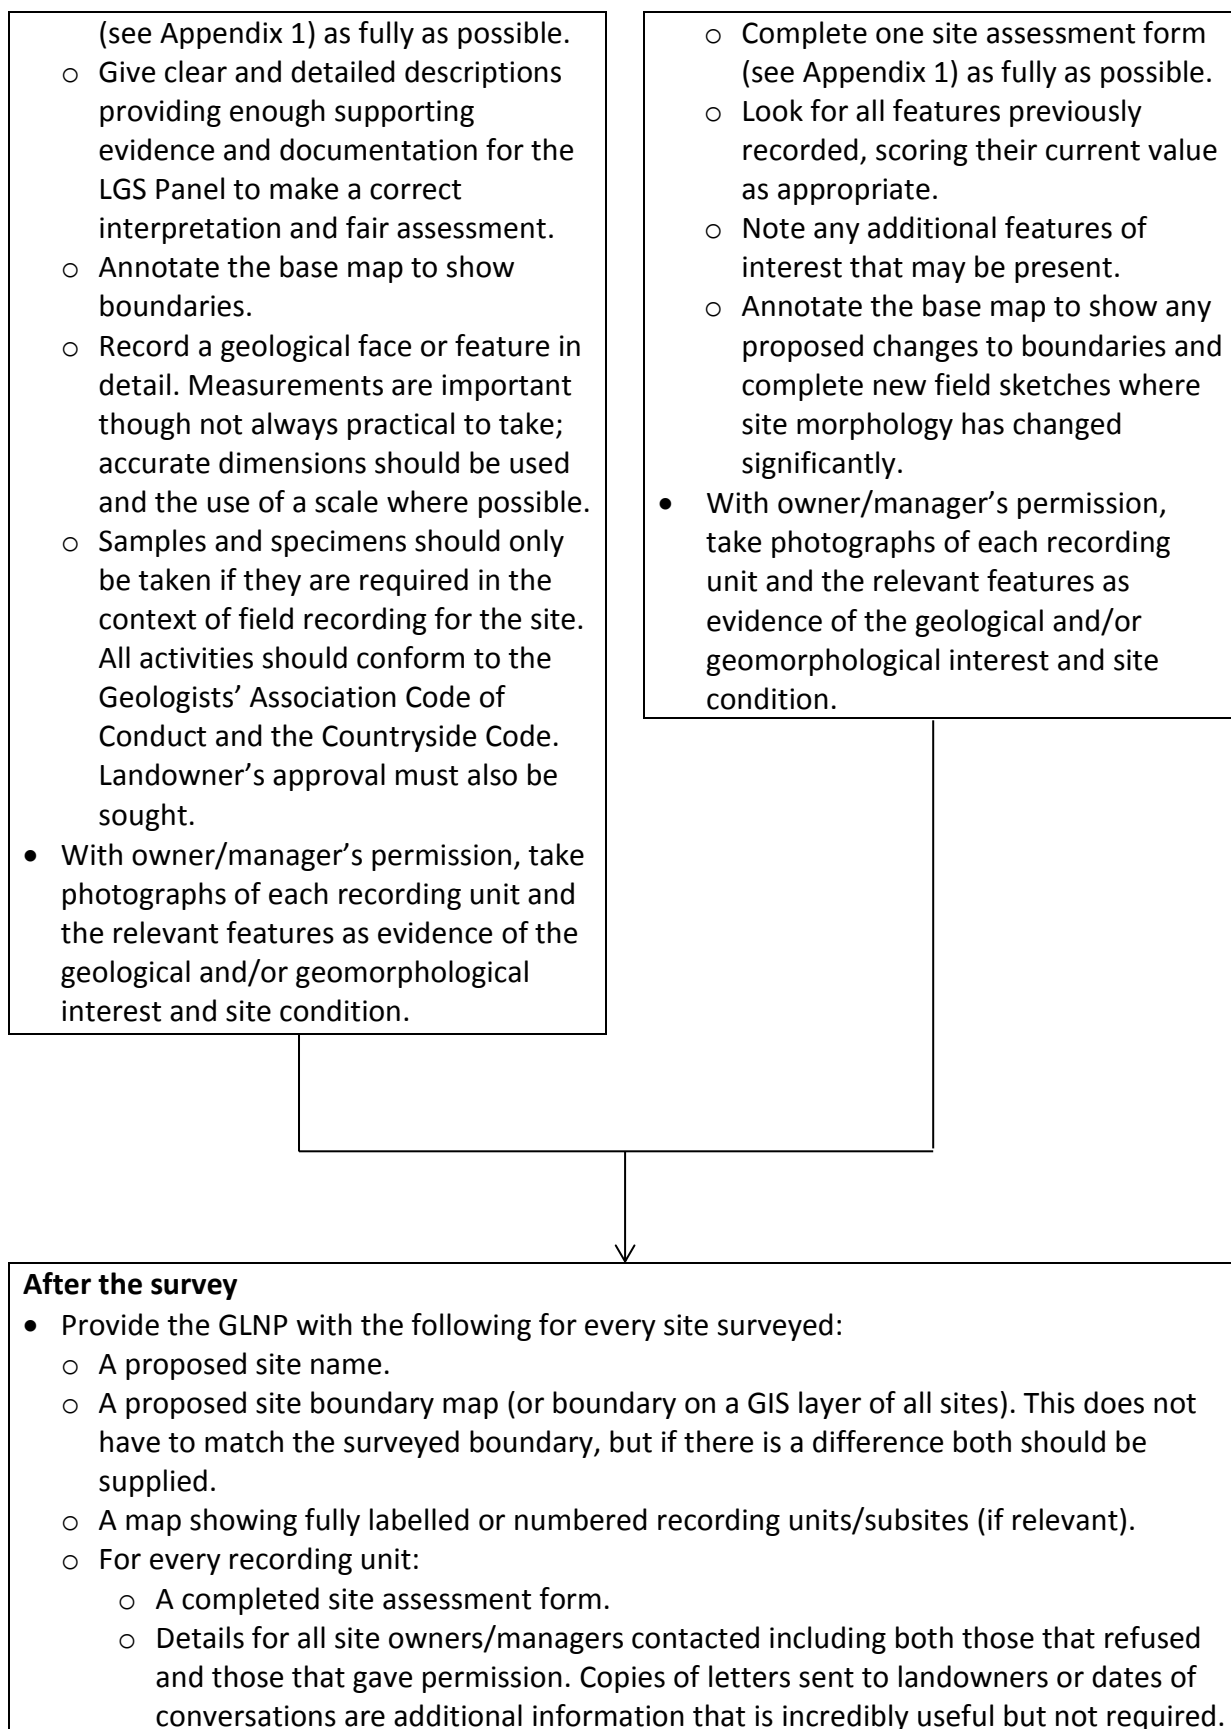 (see Appendix 1) as fully as possible.
o Give clear and detailed descriptions
providing enough supporting
evidence and documentation for the
LGS Panel to make a correct
interpretation and fair assessment.
o Annotate the base map to show
boundaries.
o Record a geological face or feature in
detail. Measurements are important
though not always practical to take;
accurate dimensions should be used
and the use of a scale where possible.
o Samples and specimens should only
be taken if they are required in the
context of field recording for the site.
All activities should conform to the
Geologists’ Association Code of
Conduct and the Countryside Code.
Landowner’s approval must also be
sought.
• With owner/manager’s permission, take
photographs of each recording unit and
the relevant features as evidence of the
geological and/or geomorphological
interest and site condition.
o Complete one site assessment form
(see Appendix 1) as fully as possible.
o Look for all features previously
recorded, scoring their current value
as appropriate.
o Note any additional features of
interest that may be present.
o Annotate the base map to show any
proposed changes to boundaries and
complete new field sketches where
site morphology has changed
significantly.
• With owner/manager’s permission,
take photographs of each recording
unit and the relevant features as
evidence of the geological and/or
geomorphological interest and site
condition.
After the survey
• Provide the GLNP with the following for every site surveyed:
o A proposed site name.
o A proposed site boundary map (or boundary on a GIS layer of all sites). This does not
have to match the surveyed boundary, but if there is a difference both should be
supplied.
o A map showing fully labelled or numbered recording units/subsites (if relevant).
o For every recording unit:
o A completed site assessment form.
o Details for all site owners/managers contacted including both those that refused
and those that gave permission. Copies of letters sent to landowners or dates of
conversations are additional information that is incredibly useful but not required.